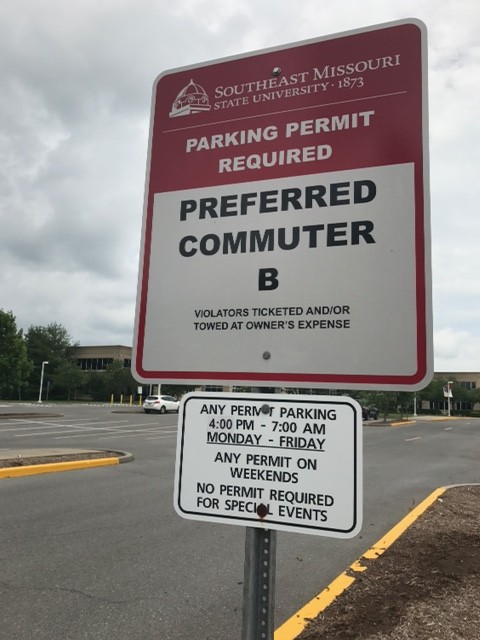 SOUTHEAST MISSOURI
STATE UNIVERSITY · 1873
PARKING PERMIT
REQUIRED
PREFERRED
COMMUTER
B
VIOLATORS TICKETED AND/OR
TOWED AT OWNER'S EXPENSE
ANY PERMIT PARKING
4:00 PM - 7:00 AM
MONDAY - FRIDAY
ANY PERMIT ON
WEEKENDS
NO PERMIT REQUIRED
FOR SPECIAL EVENTS